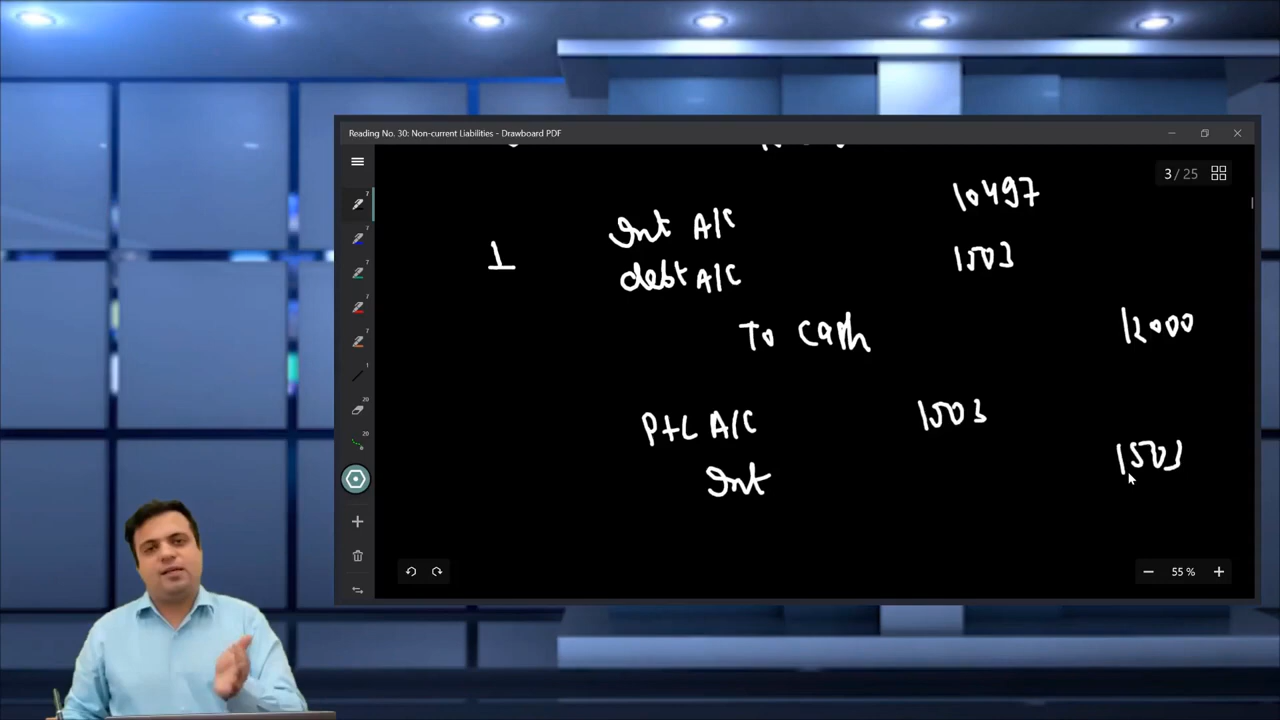 Reading No. 30: Non-current Liabilities - Drawboard PDF
3 / 25
10497
1 Int A/C
debt A/C 1503
To Cash 12000
P+L A/C 1503
Int 1503
55 %